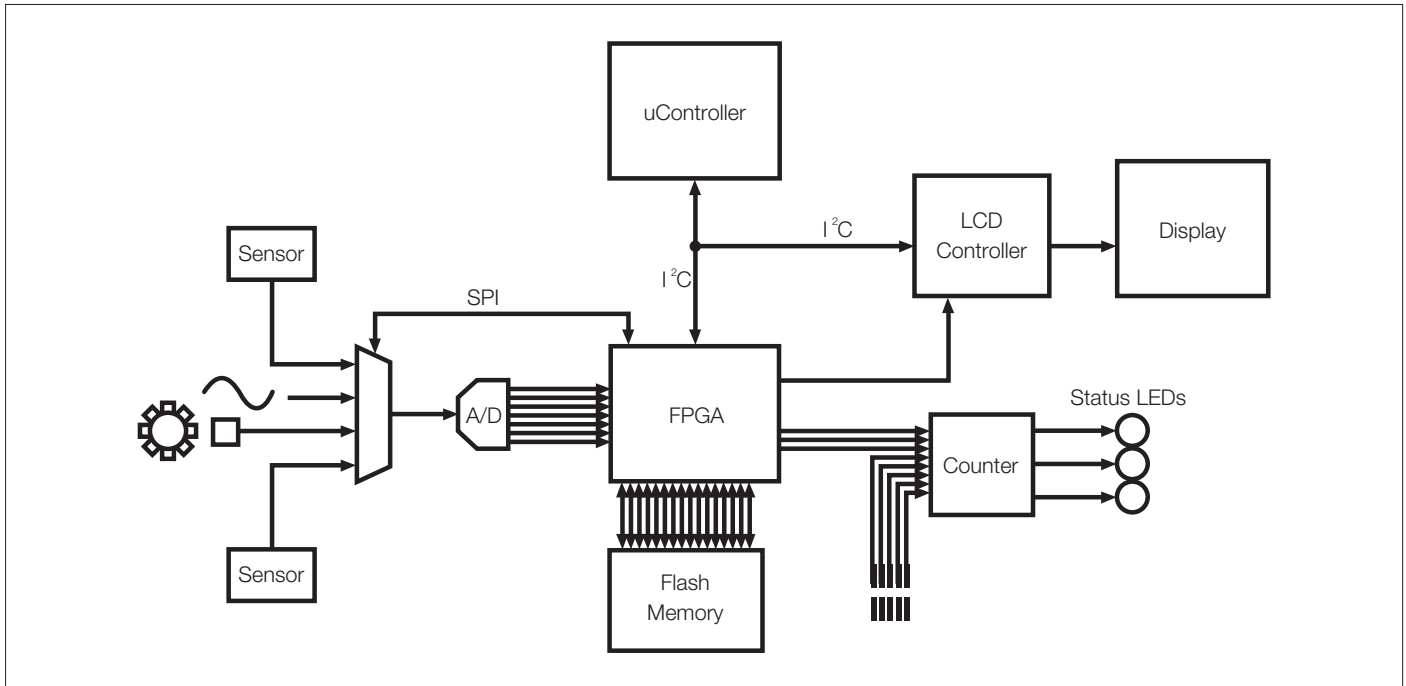 uController
I²C
LCD
Controller
Display
Sensor
I²C
SPI
A/D
FPGA
Status LEDs
Counter
Sensor
Flash
Memory